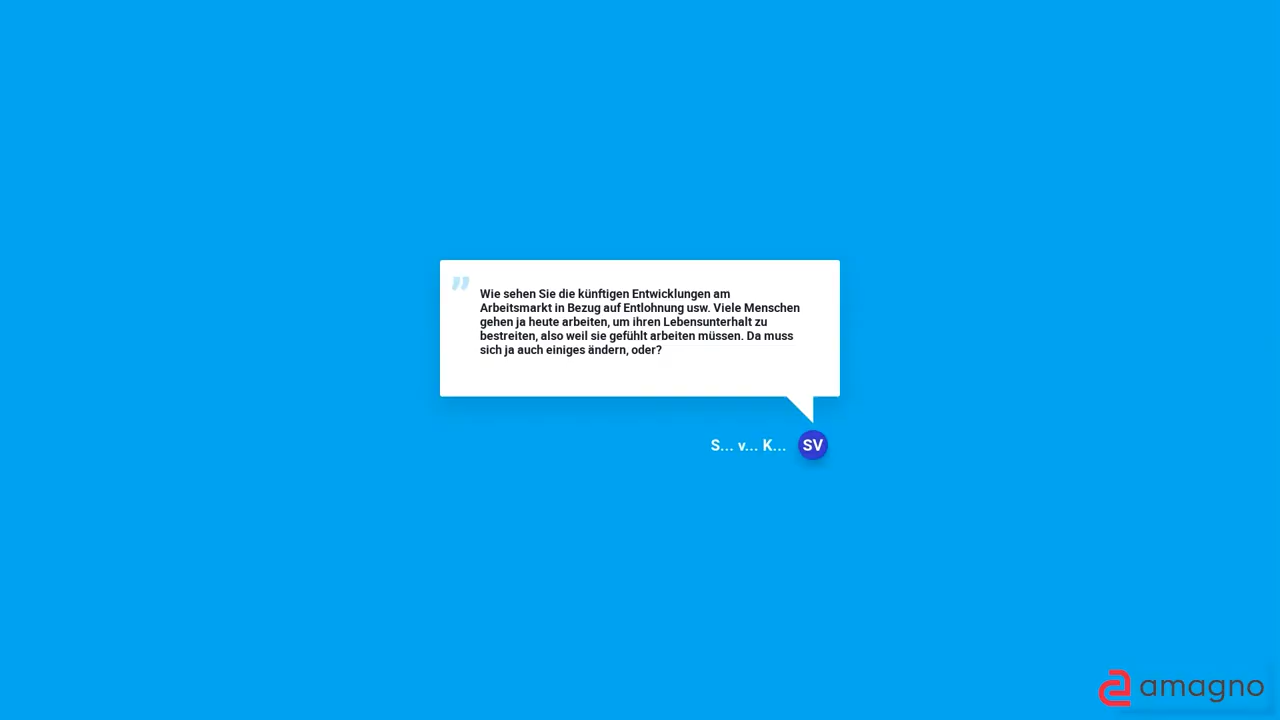 Wie sehen Sie die künftigen Entwicklungen am
Arbeitsmarkt in Bezug auf Entlohnung usw. Viele Menschen
gehen ja heute arbeiten, um ihren Lebensunterhalt zu
bestreiten, also weil sie gefühlt arbeiten müssen. Da muss
sich ja auch einiges ändern, oder?
S... v... K... SV
amagno